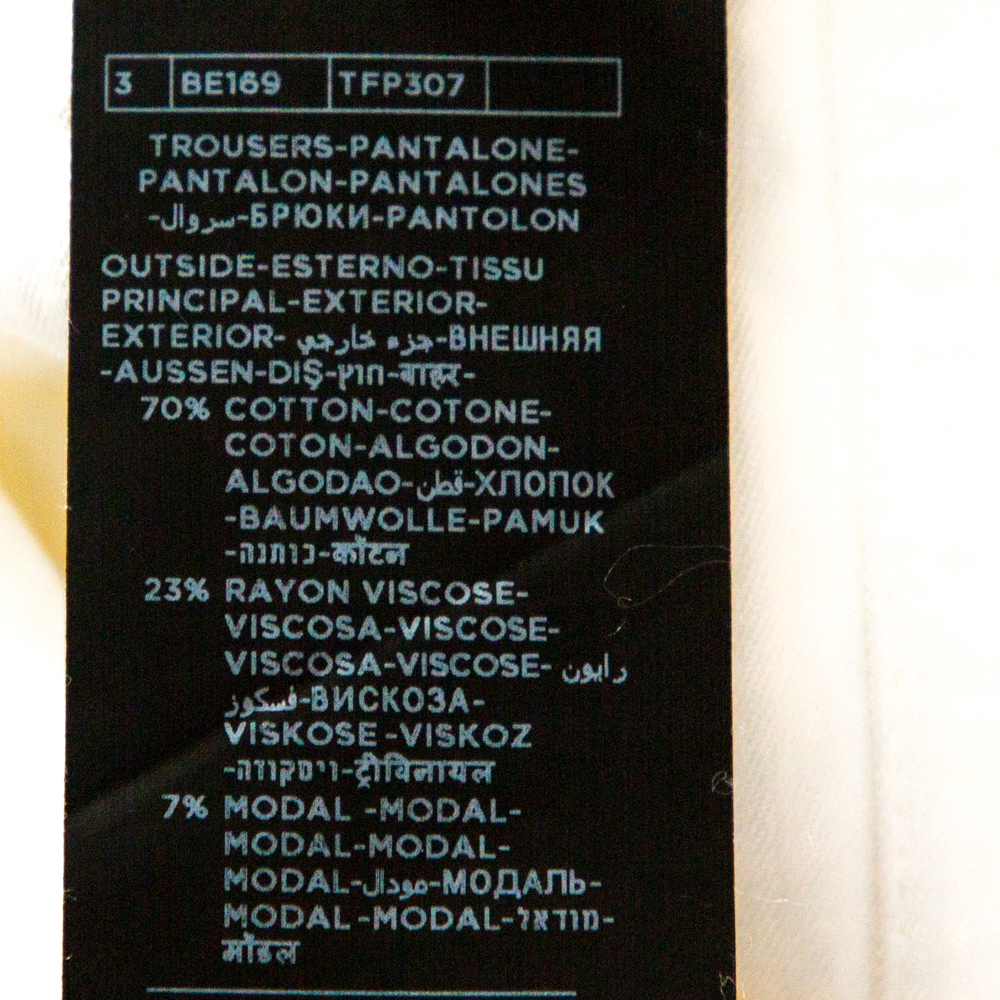 3 BE169 TFP307
TROUSERS-PANTALONE-
PANTALON-PANTALONES
-سروال-БРЮКИ-PANTOLON
OUTSIDE-ESTERNO-TISSU
PRINCIPAL-EXTERIOR-
EXTERIOR- جزء خارجي-ВНЕШНЯЯ
-AUSSEN-DIŞ-חוץ-बाहर-
70% COTTON-COTONE-
COTON-ALGODON-
ALGODAO-قطن-ХЛОПОК
-BAUMWOLLE-PAMUK
-כותנה-कॉटन
23% RAYON VISCOSE-
VISCOSA-VISCOSE-
VISCOSA-VISCOSE- رايون
فسكوز-ВИСКОЗА-
VISKOSE-VISKOZ
-ויסקוזה-
7% MODAL -MODAL-
MODAL-MODAL-
MODAL-مودال-МОДАЛЬ-
MODAL-MODAL-מודאל-
मॉडल